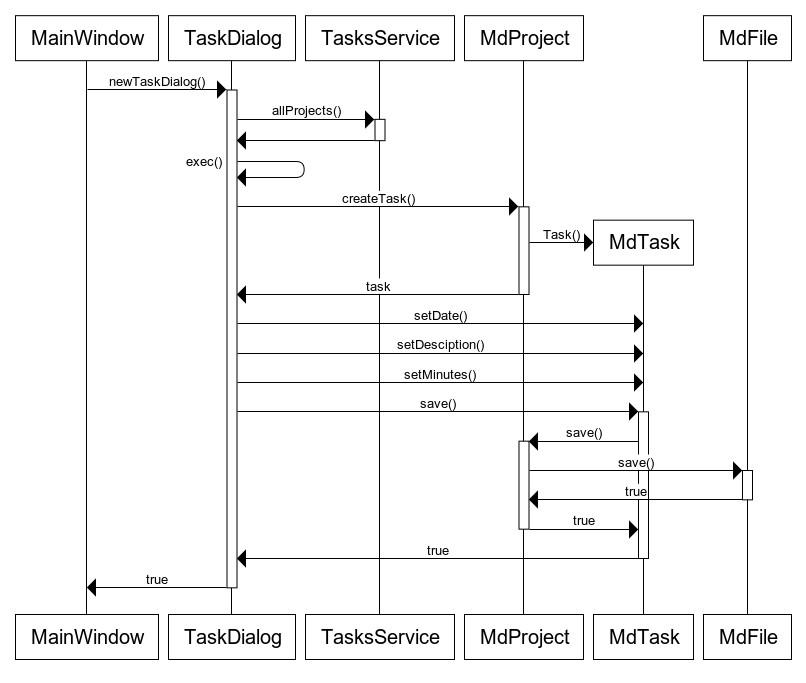 MainWindow
TaskDialog
TasksService
MdProject
MdFile
newTaskDialog()
allProjects()
exec()
createTask()
Task()
MdTask
task
setDate()
setDesciption()
setMinutes()
save()
save()
save()
true
true
true
true
MainWindow
TaskDialog
TasksService
MdProject
MdTask
MdFile